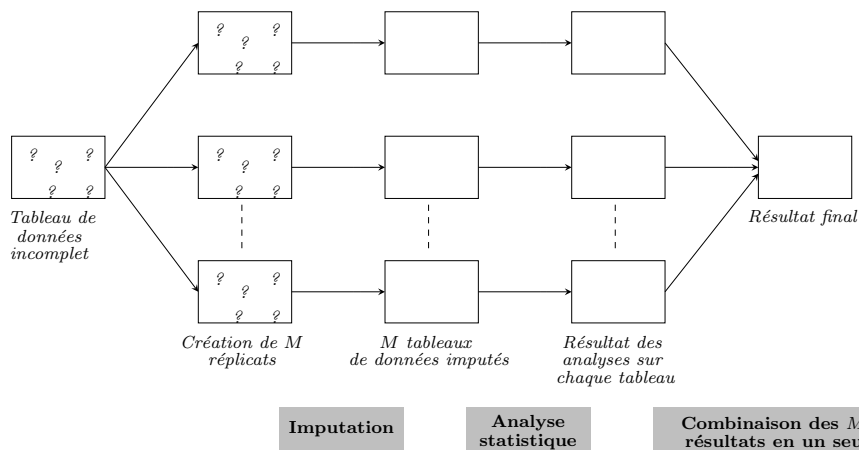 ? ?
?
? ?
? ?
?
? ?
? ?
?
? ?
Tableau de
données
incomplet
Résultat final
? ?
?
? ?
Création de M
réplicats
M tableaux
de données imputés
Résultat des
analyses sur
chaque tableau
Imputation
Analyse
statistique
Combinaison des M
résultats en un seu